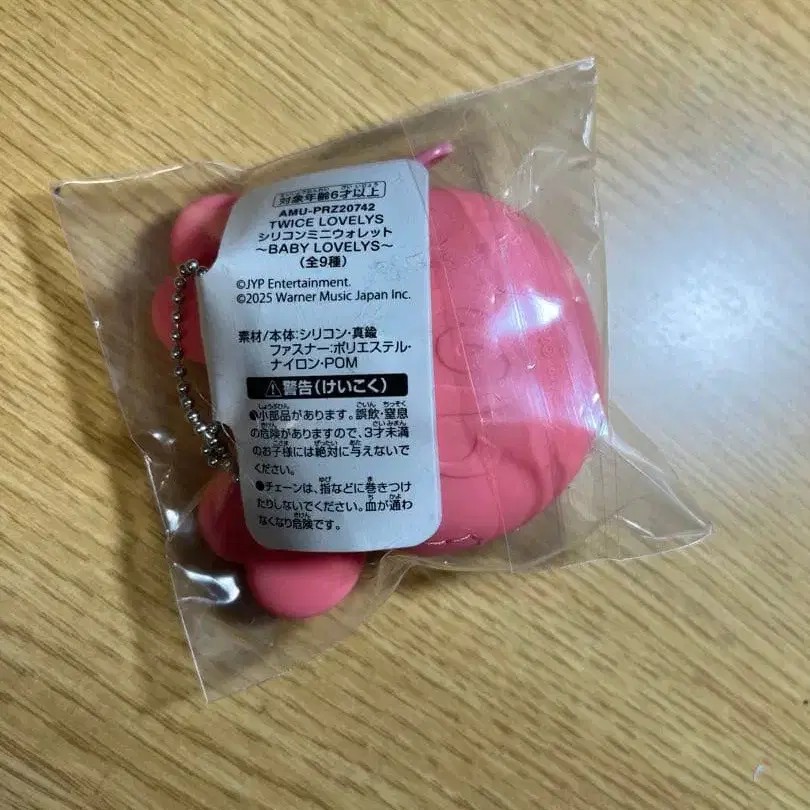 対象年齢6才以上
AMU-PRZ20742
TWICE LOVELYS
シリコンミニウォレット
～BABY LOVELYS～
(全9種)
©JYP Entertainment.
©2025 Warner Music Japan Inc.
素材/本体:シリコン・真鍮
ファスナー:ポリエステル・
ナイロン・POM
警告(けいこく)
●小部品があります。誤飲・窒息
の危険がありますので、3才未満
のお子様には絶対に与えないで
ください。
●チェーンは、指などに巻きつけ
たりしないでください。血が通わ
なくなり危険です。